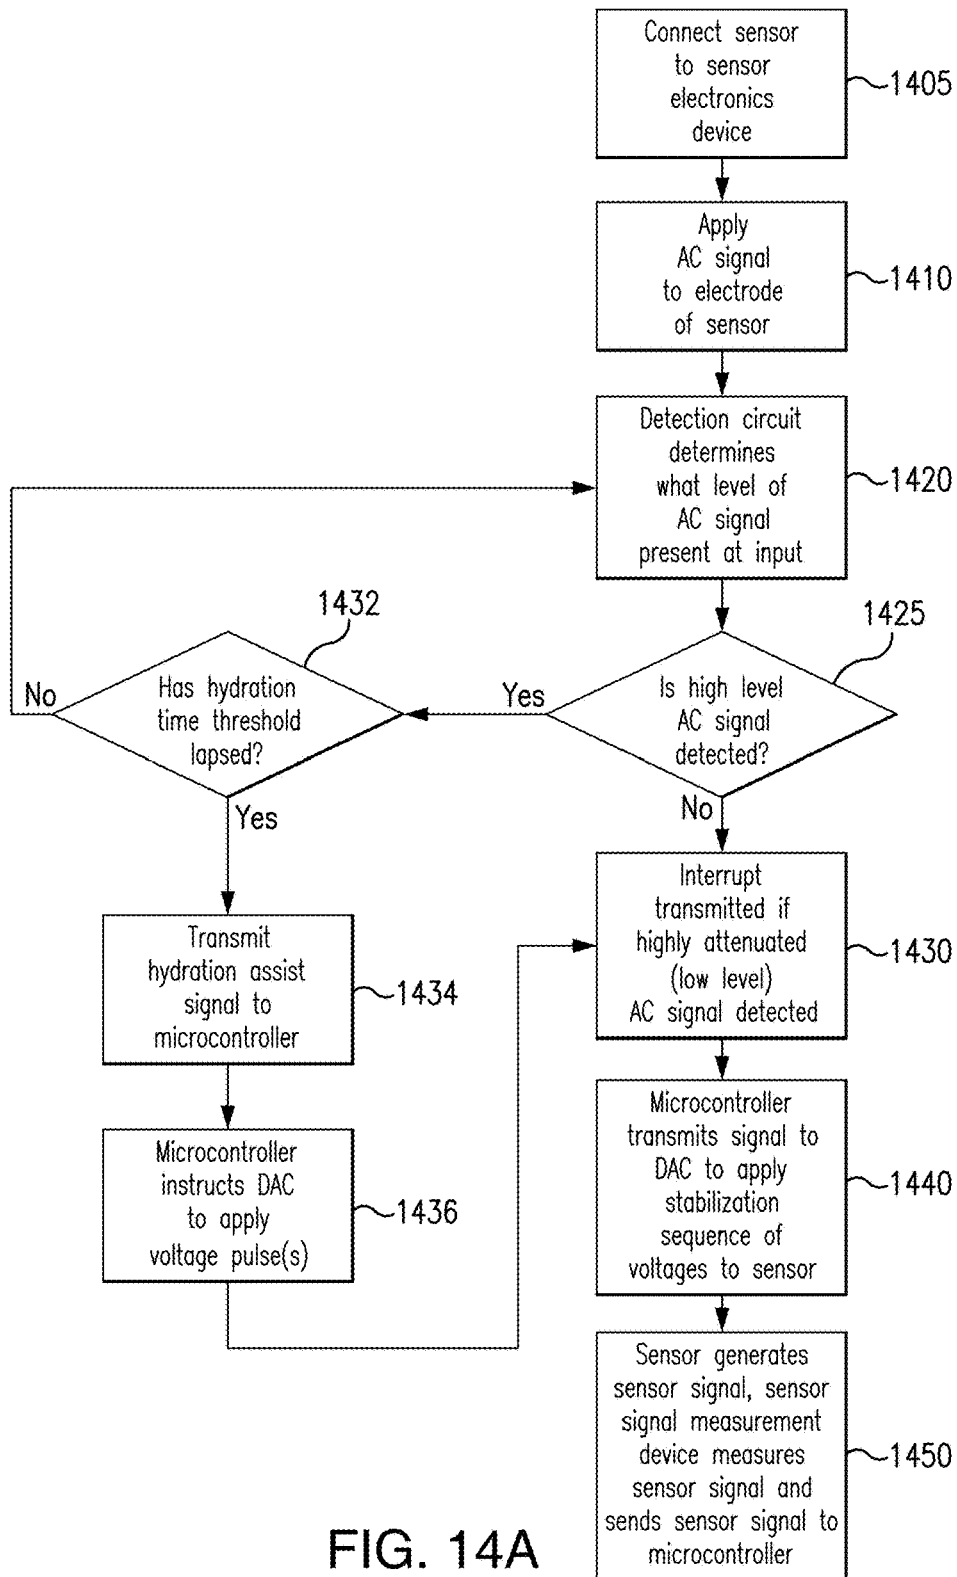 Connect sensor
to sensor
electronics
device
1405
Apply
AC signal
to electrode
of sensor
1410
Detection circuit
determines
what level of
AC signal
present at input
1420
1425
Is high level
AC signal
detected?
Yes
No
1432
Has hydration
time threshold
lapsed?
No
Yes
Transmit
hydration assist
signal to
microcontroller
1434
Microcontroller
instructs DAC
to apply
voltage pulse(s)
1436
Interrupt
transmitted if
highly attenuated
(low level)
AC signal detected
1430
Microcontroller
transmits signal to
DAC to apply
stabilization
sequence of
voltages to sensor
1440
Sensor generates
sensor signal, sensor
signal measurement
device measures
sensor signal and
sends sensor signal to
microcontroller
1450
FIG. 14A